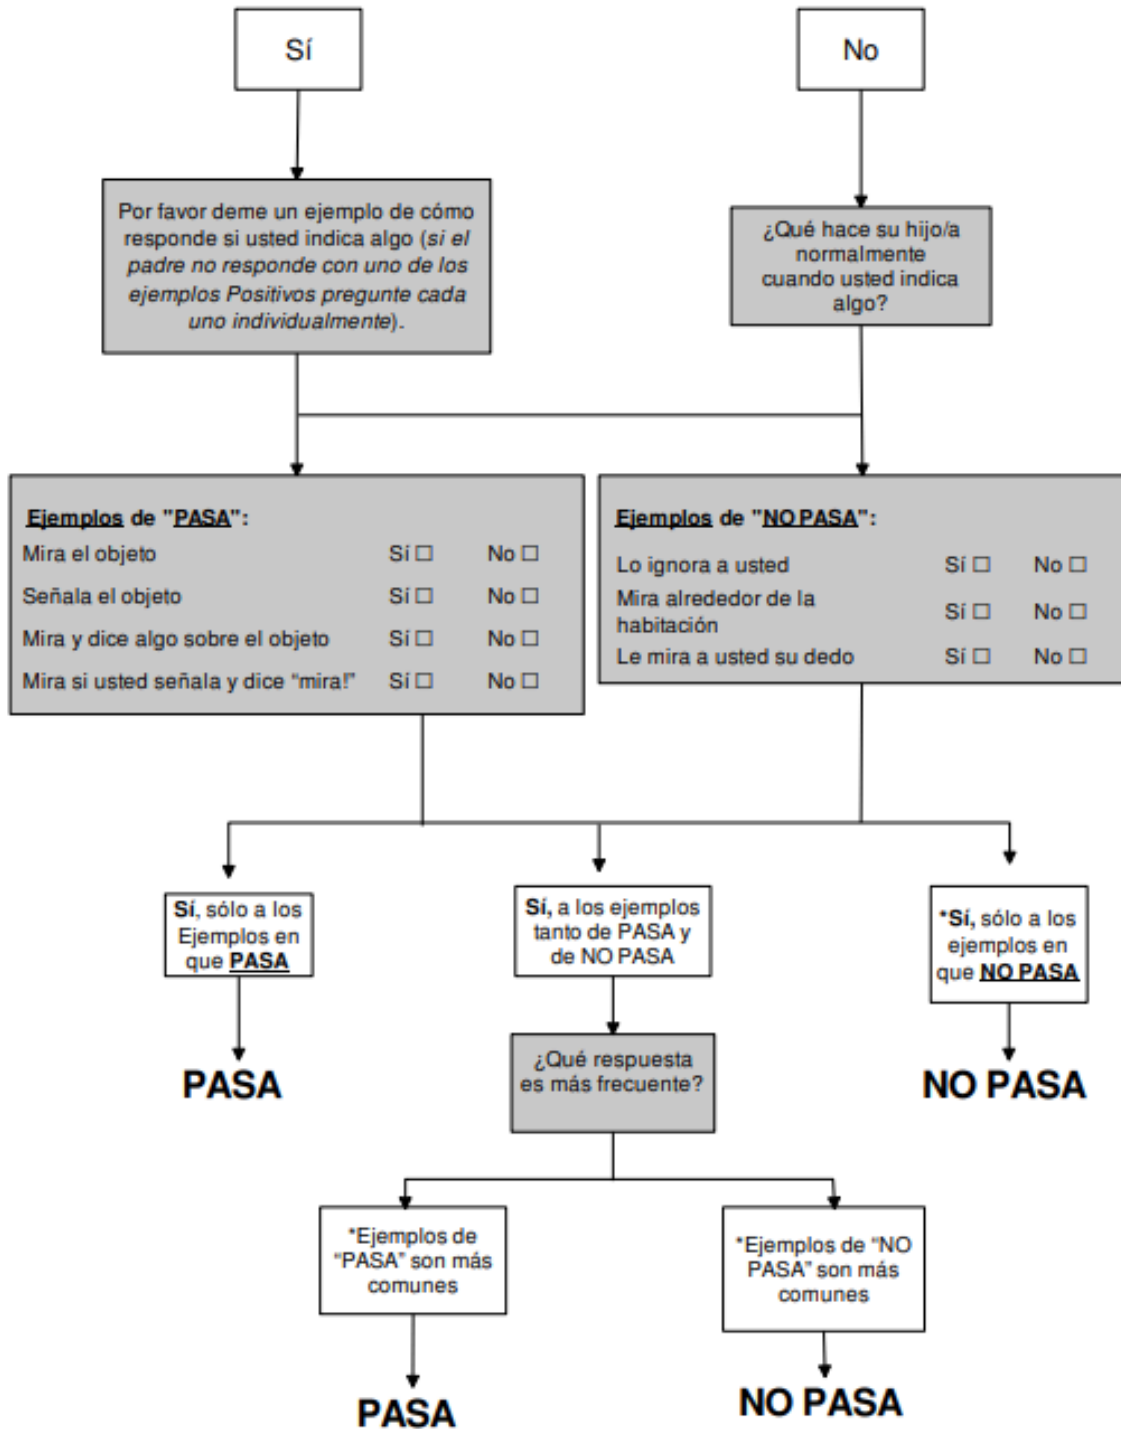 Sí
No
Por favor deme un ejemplo de cómo
responde si usted indica algo (si el
padre no responde con uno de los
ejemplos Positivos pregunte cada
uno individualmente).
¿Qué hace su hijo/a
normalmente
cuando usted indica
algo?
Ejemplos de "PASA":
Mira el objeto Sí ☐ No ☐
Señala el objeto Sí ☐ No ☐
Mira y dice algo sobre el objeto Sí ☐ No ☐
Mira si usted señala y dice “mira!” Sí ☐ No ☐
Ejemplos de "NO PASA":
Lo ignora a usted Sí ☐ No ☐
Mira alrededor de la
habitación Sí ☐ No ☐
Le mira a usted su dedo Sí ☐ No ☐
Sí, sólo a los
Ejemplos en
que PASA
Sí, a los ejemplos
tanto de PASA y
de NO PASA
*Sí, sólo a los
ejemplos en
que NO PASA
PASA
¿Qué respuesta
es más frecuente?
NO PASA
*Ejemplos de
“PASA” son más
comunes
*Ejemplos de “NO
PASA” son más
comunes
PASA
NO PASA